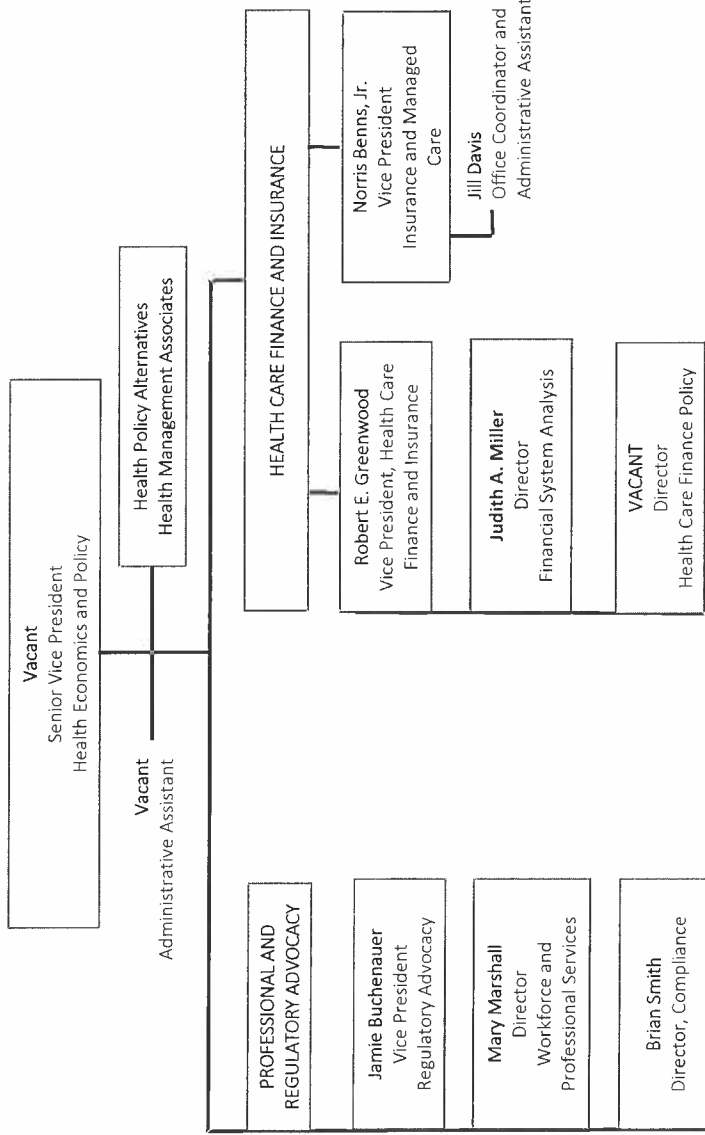 Vacant
Senior Vice President
Health Economics and Policy
Vacant
Administrative Assistant
Health Policy Alternatives
Health Management Associates
PROFESSIONAL AND
REGULATORY ADVOCACY
Jamie Buchenauer
Vice President
Regulatory Advocacy
Mary Marshall
Director
Workforce and
Professional Services
Brian Smith
Director, Compliance
HEALTH CARE FINANCE AND INSURANCE
Robert E. Greenwood
Vice President, Health Care
Finance and Insurance
Judith A. Miller
Director
Financial System Analysis
VACANT
Director
Health Care Finance Policy
Norris Benns, Jr.
Vice President
Insurance and Managed
Care
Jill Davis
Office Coordinator and
Administrative Assistant